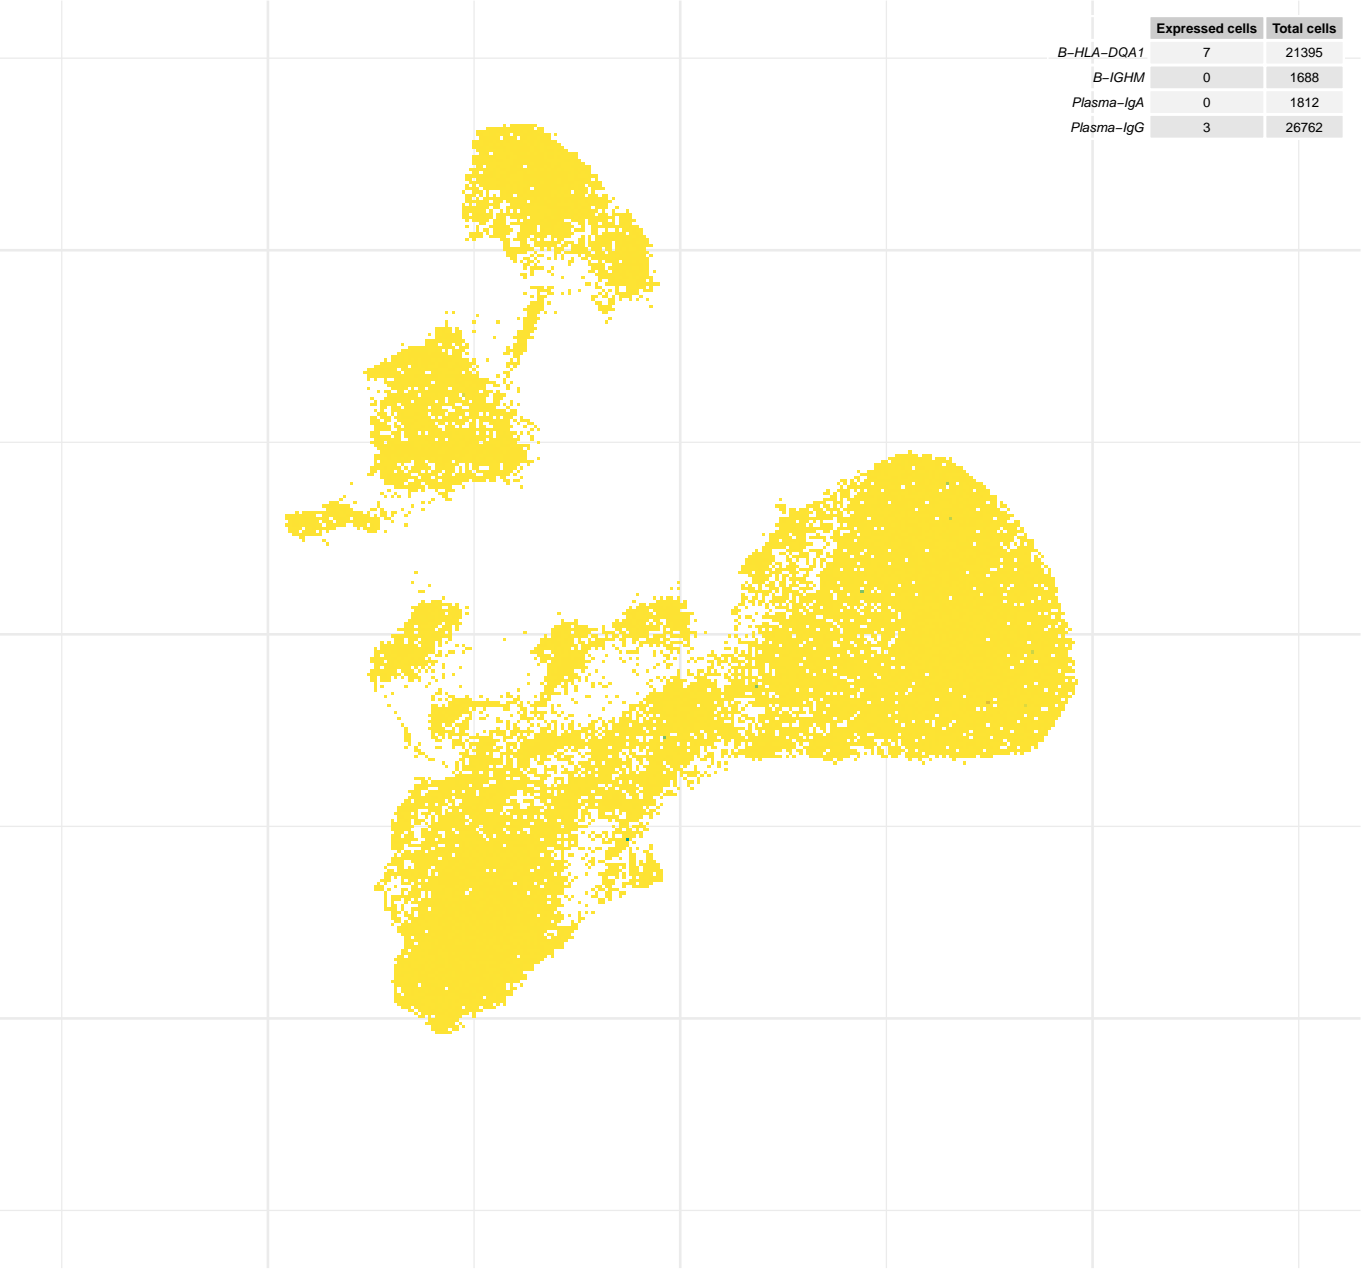 Expressed cells Total cells
B−HLA−DQA1 7 21395
B−IGHM 0 1688
Plasma−IgA 0 1812
Plasma−IgG 3 26762